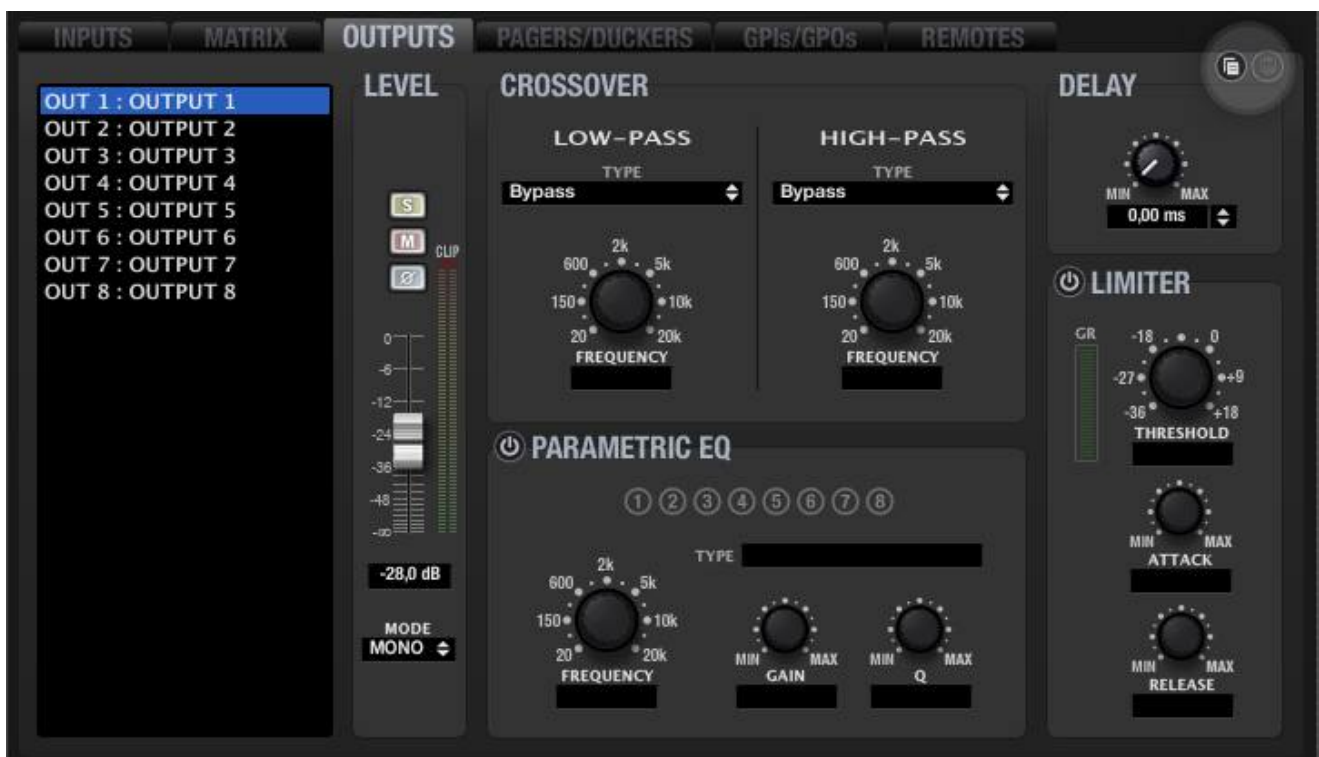 INPUTS MATRIX OUTPUTS PAGERS/DUCKERS GPIs/GPOs REMOTES
OUT 1 : OUTPUT 1
OUT 2 : OUTPUT 2
OUT 3 : OUTPUT 3
OUT 4 : OUTPUT 4
OUT 5 : OUTPUT 5
OUT 6 : OUTPUT 6
OUT 7 : OUTPUT 7
OUT 8 : OUTPUT 8
LEVEL
S
M
CLIP
Ø
0
-6
-12
-24
-36
-48
-∞
-28,0 dB
MODE
MONO
CROSSOVER
LOW-PASS
TYPE
Bypass
2k
600 5k
150 10k
20 20k
FREQUENCY
HIGH-PASS
TYPE
Bypass
2k
600 5k
150 10k
20 20k
FREQUENCY
PARAMETRIC EQ
1 2 3 4 5 6 7 8
TYPE
2k
600 5k
150 10k
20 20k
FREQUENCY
MIN MAX
GAIN
MIN MAX
Q
DELAY
MIN MAX
0,00 ms
LIMITER
GR
-18 0
-27 +9
-36 +18
THRESHOLD
MIN MAX
ATTACK
MIN MAX
RELEASE